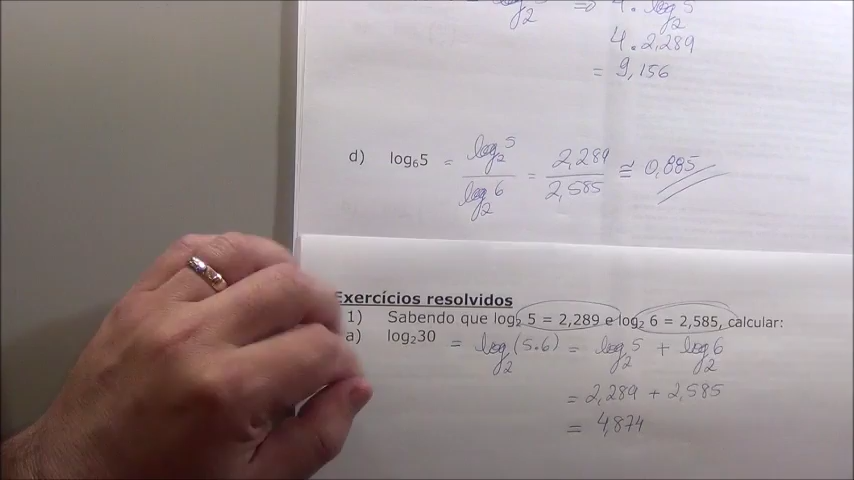 ⇒ 4 . log₂5
4 . 2,289
= 9,156
d) log₆5 = log₂5 / log₂6 = 2,289 / 2,585 ≅ 0,885
Exercícios resolvidos
1) Sabendo que log₂ 5 = 2,289 e log₂ 6 = 2,585, calcular:
a) log₂30 = log₂(5.6) = log₂5 + log₂6
= 2,289 + 2,585
= 4,874